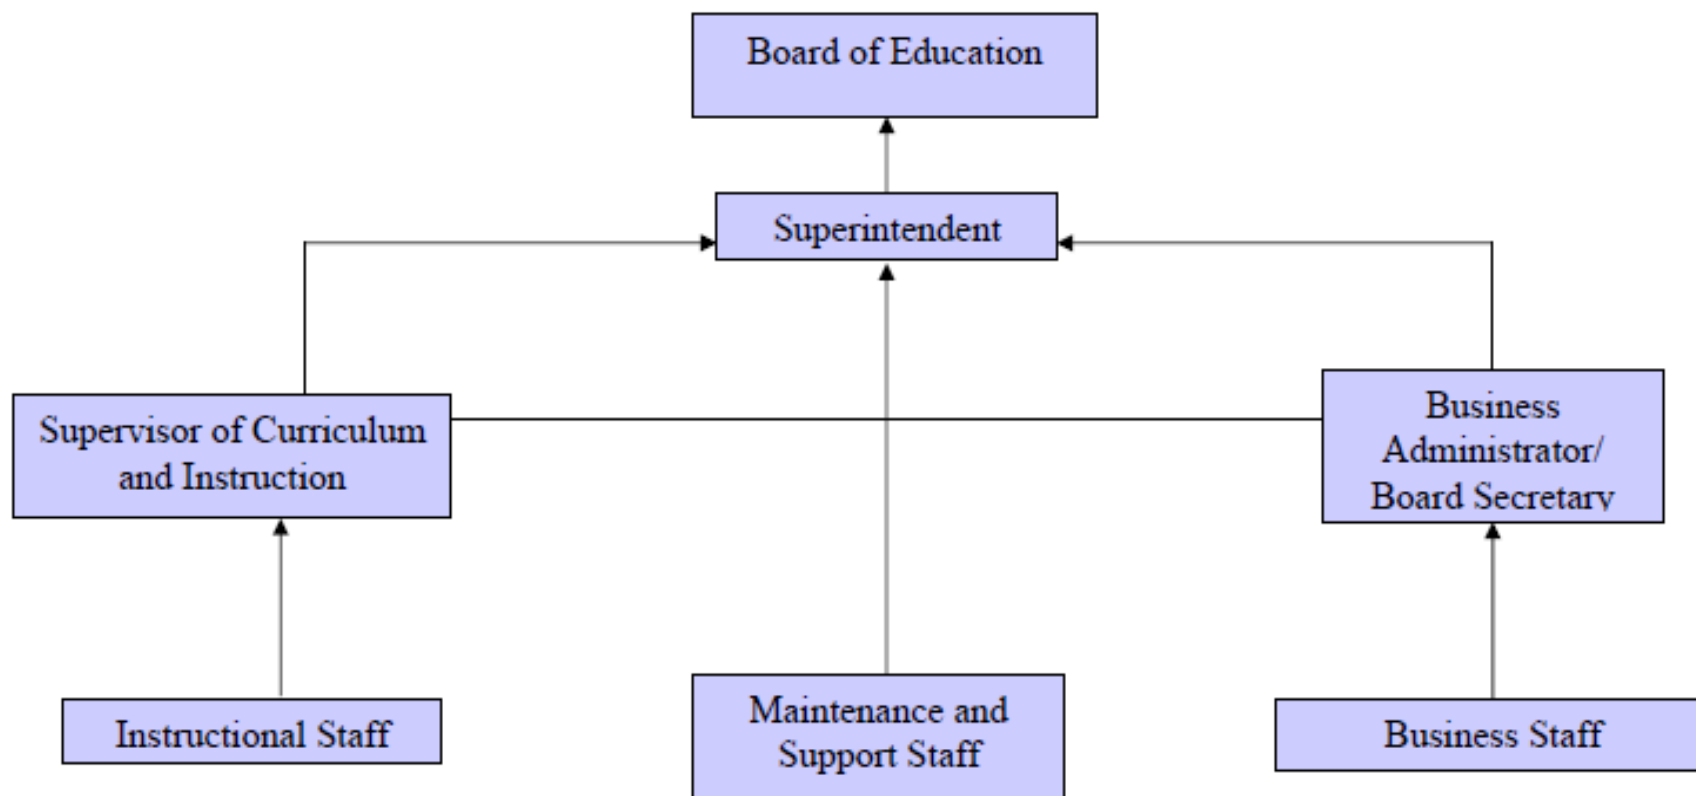 Board of Education
Superintendent
Supervisor of Curriculum
and Instruction
Business
Administrator/
Board Secretary
Instructional Staff
Maintenance and
Support Staff
Business Staff